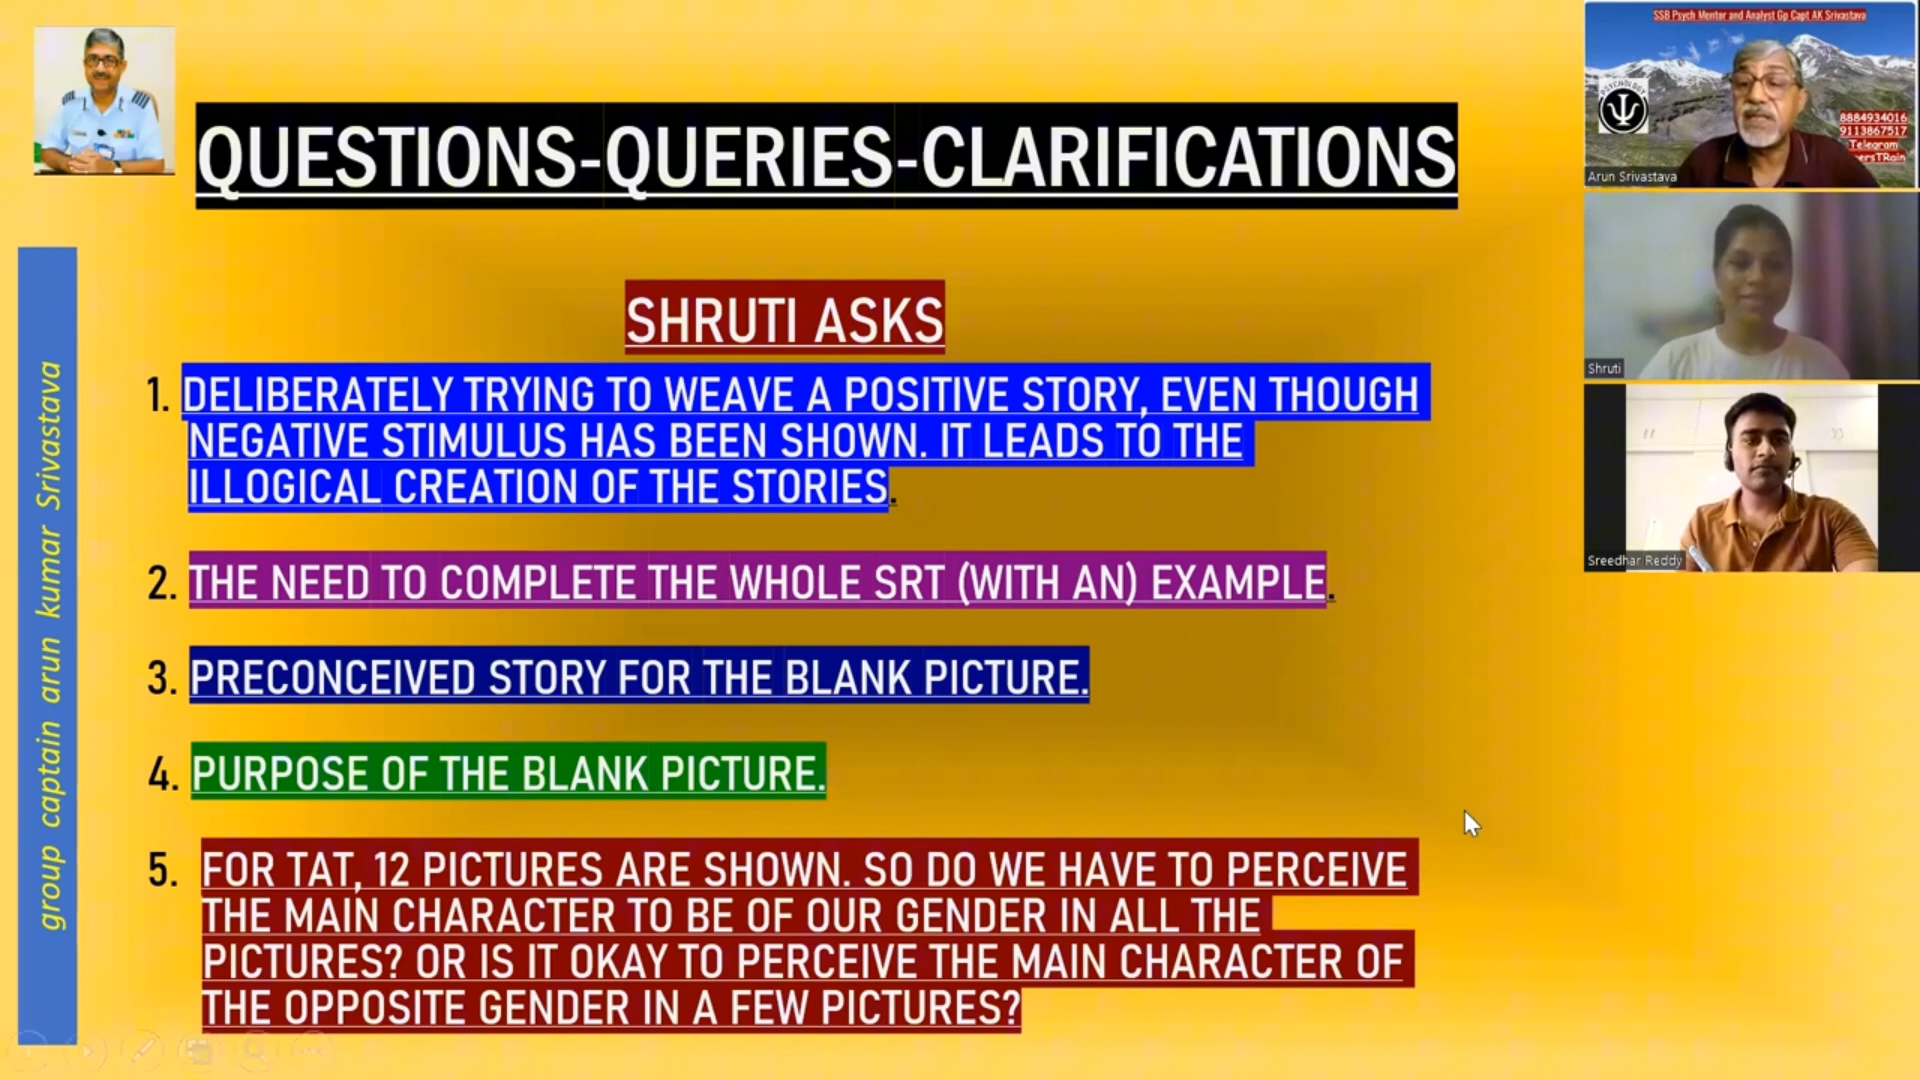 QUESTIONS-QUERIES-CLARIFICATIONS
SHRUTI ASKS
1. DELIBERATELY TRYING TO WEAVE A POSITIVE STORY, EVEN THOUGH
NEGATIVE STIMULUS HAS BEEN SHOWN. IT LEADS TO THE
ILLOGICAL CREATION OF THE STORIES.
2. THE NEED TO COMPLETE THE WHOLE SRT (WITH AN) EXAMPLE.
3. PRECONCEIVED STORY FOR THE BLANK PICTURE.
4. PURPOSE OF THE BLANK PICTURE.
5. FOR TAT, 12 PICTURES ARE SHOWN. SO DO WE HAVE TO PERCEIVE
THE MAIN CHARACTER TO BE OF OUR GENDER IN ALL THE
PICTURES? OR IS IT OKAY TO PERCEIVE THE MAIN CHARACTER OF
THE OPPOSITE GENDER IN A FEW PICTURES?
group captain arun kumar Srivastava
SSB Psych Mentor and Analyst Gp Capt AK Srivastava
PSYCHOLOGY
8884934016
9113867517
Telegram
Arun Srivastava
Shruti
Sreedhar Reddy